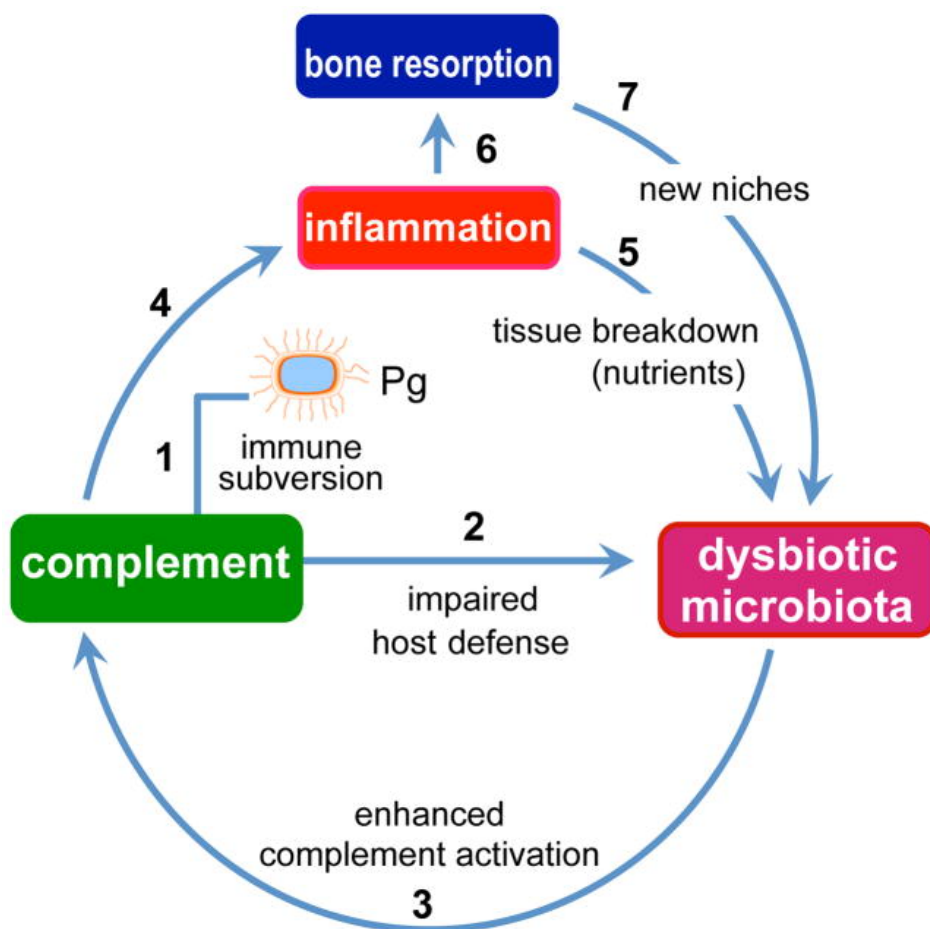 bone resorption
7
6
new niches
inflammation
5
4
tissue breakdown
(nutrients)
Pg
1
immune
subversion
complement
2
impaired
host defense
dysbiotic
microbiota
enhanced
complement activation
3